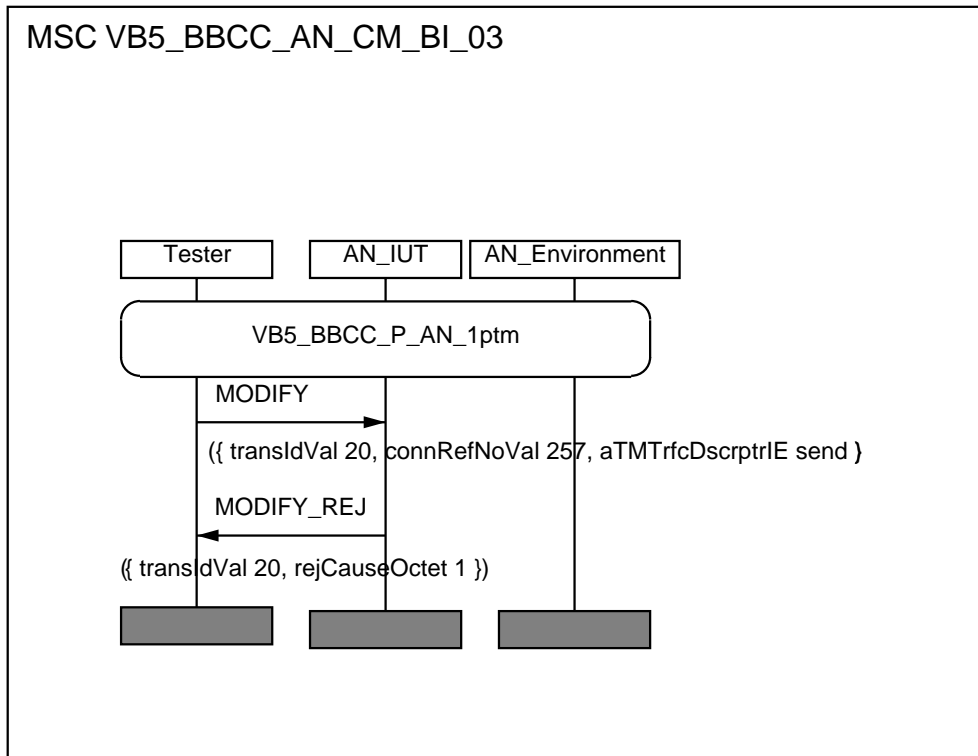 MSC VB5_BBCC_AN_CM_BI_03
Tester AN_IUT AN_Environment
VB5_BBCC_P_AN_1ptm
MODIFY
({ transIdVal 20, connRefNoVal 257, aTMTrfcDscrptrIE send }
MODIFY_REJ
({ transIdVal 20, rejCauseOctet 1 })